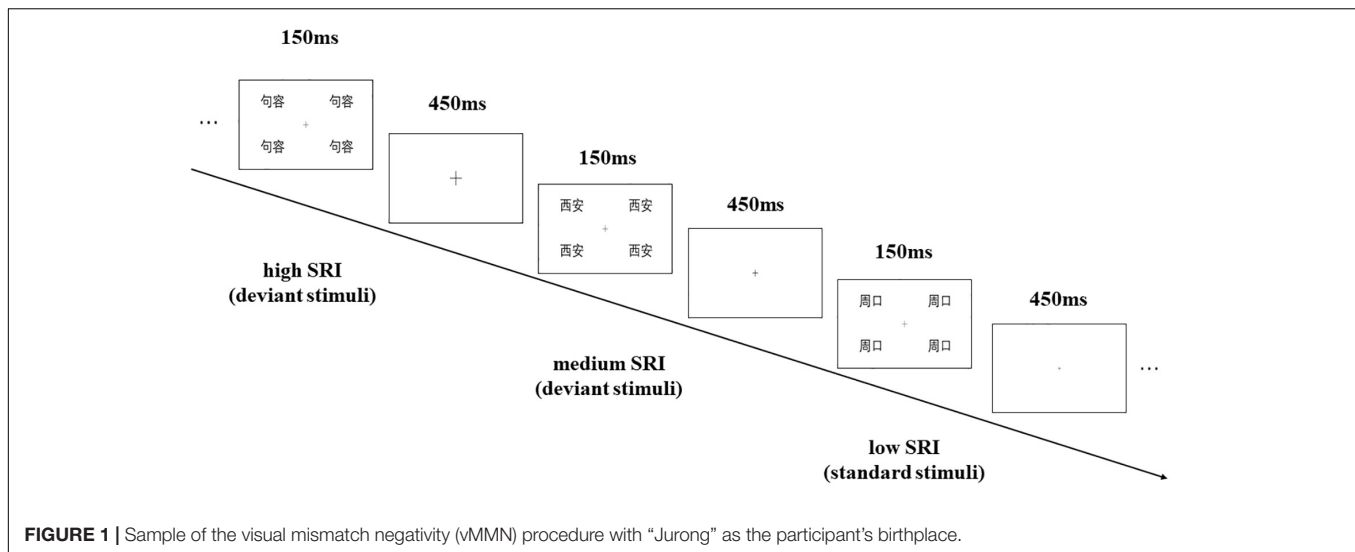 150ms
句容 句容
句容 句容
...
450ms
150ms
西安 西安
西安 西安
450ms
150ms
周口 周口
周口 周口
450ms
...
high SRI
(deviant stimuli)
medium SRI
(deviant stimuli)
low SRI
(standard stimuli)
FIGURE 1 | Sample of the visual mismatch negativity (vMMN) procedure with “Jurong” as the participant’s birthplace.